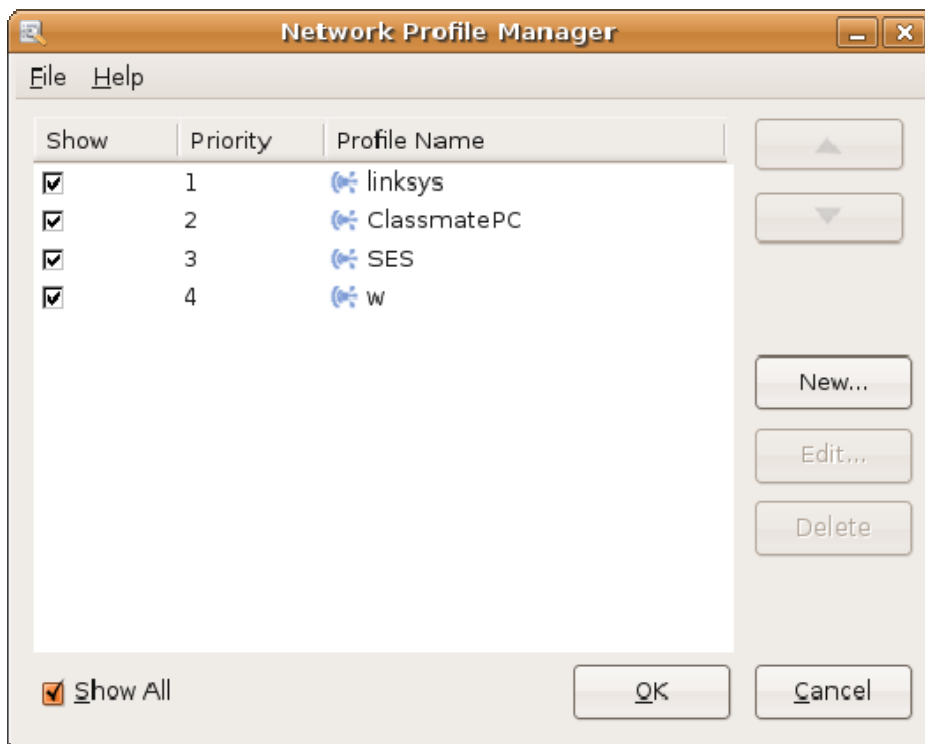 Network Profile Manager
File Help
Show Priority Profile Name
1 linksys
2 ClassmatePC
3 SES
4 w
New...
Edit...
Delete
Show All OK Cancel